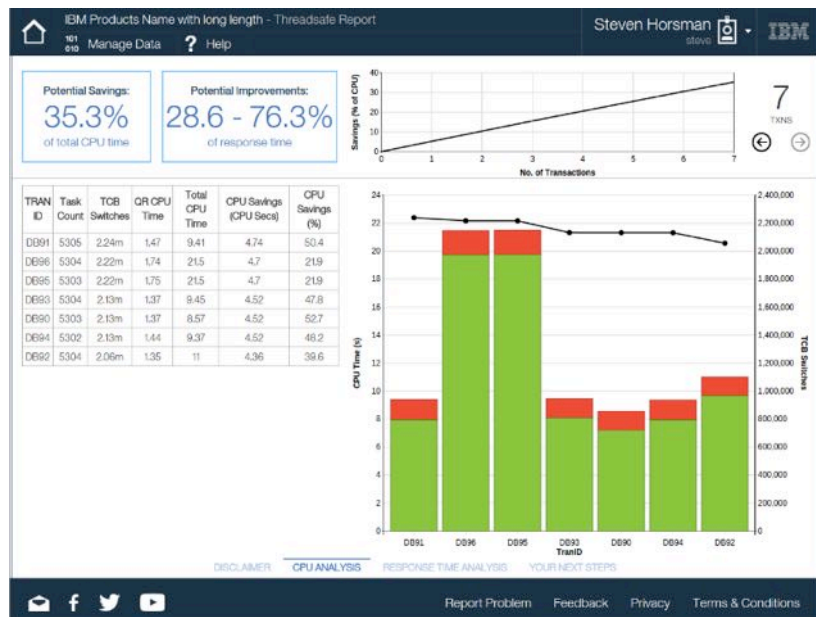 IBM Products Name with long length - Threadsafe Report
Steven Horsman
steve
IBM
101
010
Manage Data
? Help
Potential Savings:
35.3%
of total CPU time
Potential Improvements:
28.6 - 76.3%
of response time
Savings (% of CPU)
40
30
20
10
0
0 1 2 3 4 5 6 7
No. of Transactions
7
TXNS
TRAN ID Task Count TCB Switches QR CPU Time Total CPU Time CPU Savings (CPU Secs) CPU Savings (%)
DB91 5305 2.24m 1.47 9.41 4.74 50.4
DB96 5304 2.22m 1.74 21.5 4.7 21.9
DB95 5303 2.22m 1.75 21.5 4.7 21.9
DB93 5304 2.13m 1.37 9.45 4.52 47.8
DB90 5303 2.13m 1.37 8.57 4.52 52.7
DB94 5302 2.13m 1.44 9.37 4.52 48.2
DB92 5304 2.06m 1.35 11 4.36 39.6
CPU Time (s)
24
22
20
18
16
14
12
10
8
6
4
2
0
2,400,000
2,200,000
2,000,000
1,800,000
1,600,000
1,400,000
1,200,000
1,000,000
800,000
600,000
400,000
200,000
0
TCB Switches
DB91 DB96 DB95 DB93 DB90 DB94 DB92
TranID
DISCLAIMER CPU ANALYSIS RESPONSE TIME ANALYSIS YOUR NEXT STEPS
Report Problem Feedback Privacy Terms & Conditions